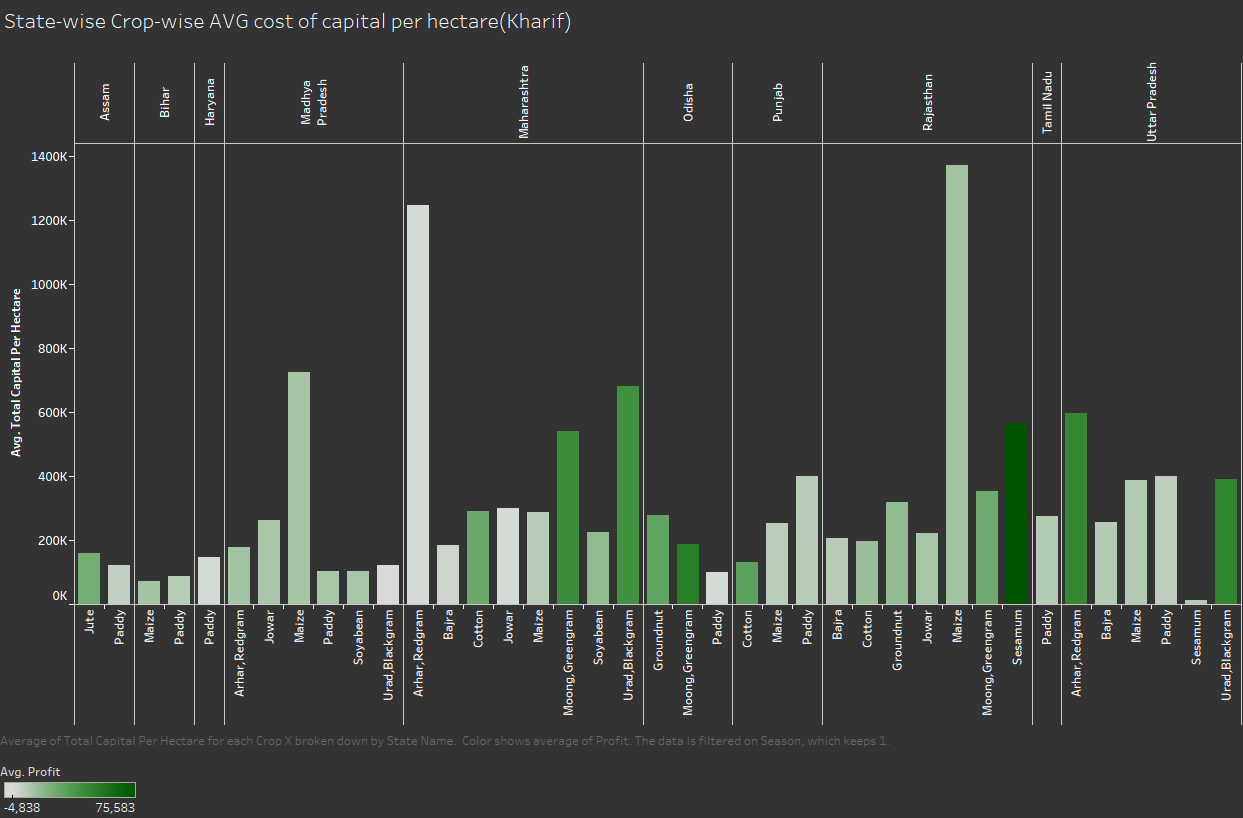 State-wise Crop-wise AVG cost of capital per hectare(Kharif)
Assam
Bihar
Haryana
Madhya
Pradesh
Maharashtra
Odisha
Punjab
Rajasthan
Tamil Nadu
Uttar Pradesh
Avg. Total Capital Per Hectare
1400K
1200K
1000K
800K
600K
400K
200K
0K
Jute
Paddy
Maize
Paddy
Paddy
Arhar,Redgram
Jowar
Maize
Paddy
Soyabean
Urad,Blackgram
Arhar,Redgram
Bajra
Cotton
Jowar
Maize
Moong,Greengram
Soyabean
Urad,Blackgram
Groundnut
Moong,Greengram
Paddy
Cotton
Maize
Paddy
Bajra
Cotton
Groundnut
Jowar
Maize
Moong,Greengram
Sesamum
Paddy
Arhar,Redgram
Bajra
Maize
Paddy
Sesamum
Urad,Blackgram
Average of Total Capital Per Hectare for each Crop X broken down by State Name.  Color shows average of Profit. The data is filtered on Season, which keeps 1.
Avg. Profit
-4,838 75,583